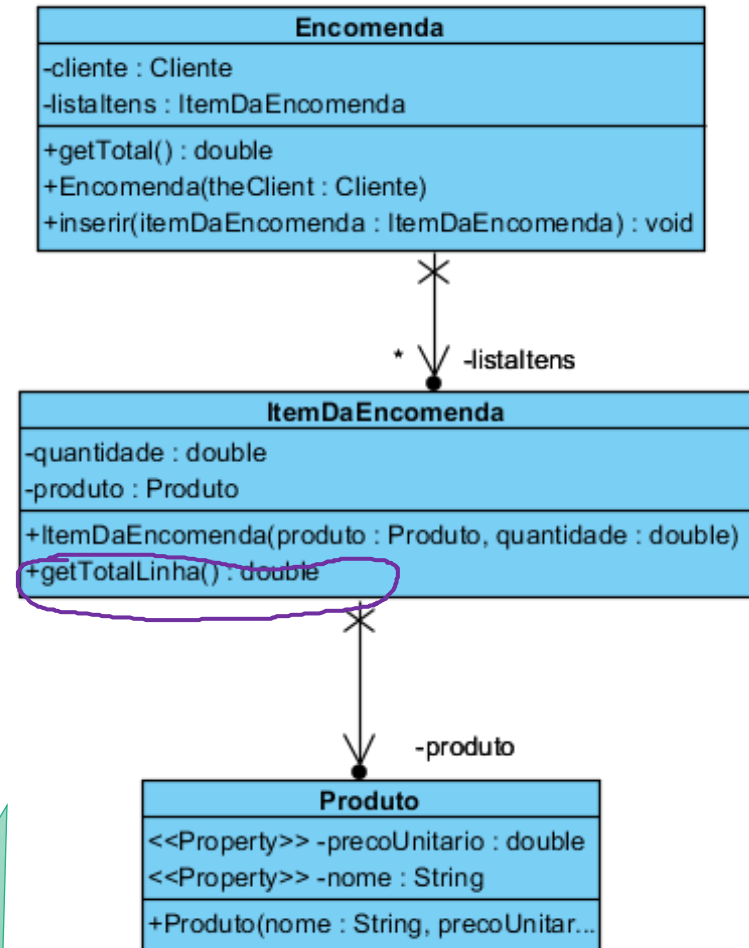 Encomenda
-cliente : Cliente
-listaItens : ItemDaEncomenda
+getTotal() : double
+Encomenda(theClient : Cliente)
+inserir(itemDaEncomenda : ItemDaEncomenda) : void
* -listaItens
ItemDaEncomenda
-quantidade : double
-produto : Produto
+ItemDaEncomenda(produto : Produto, quantidade : double)
+getTotalLinha() : double
-produto
Produto
<<Property>> -precoUnitario : double
<<Property>> -nome : String
+Produto(nome : String, precoUnitar...